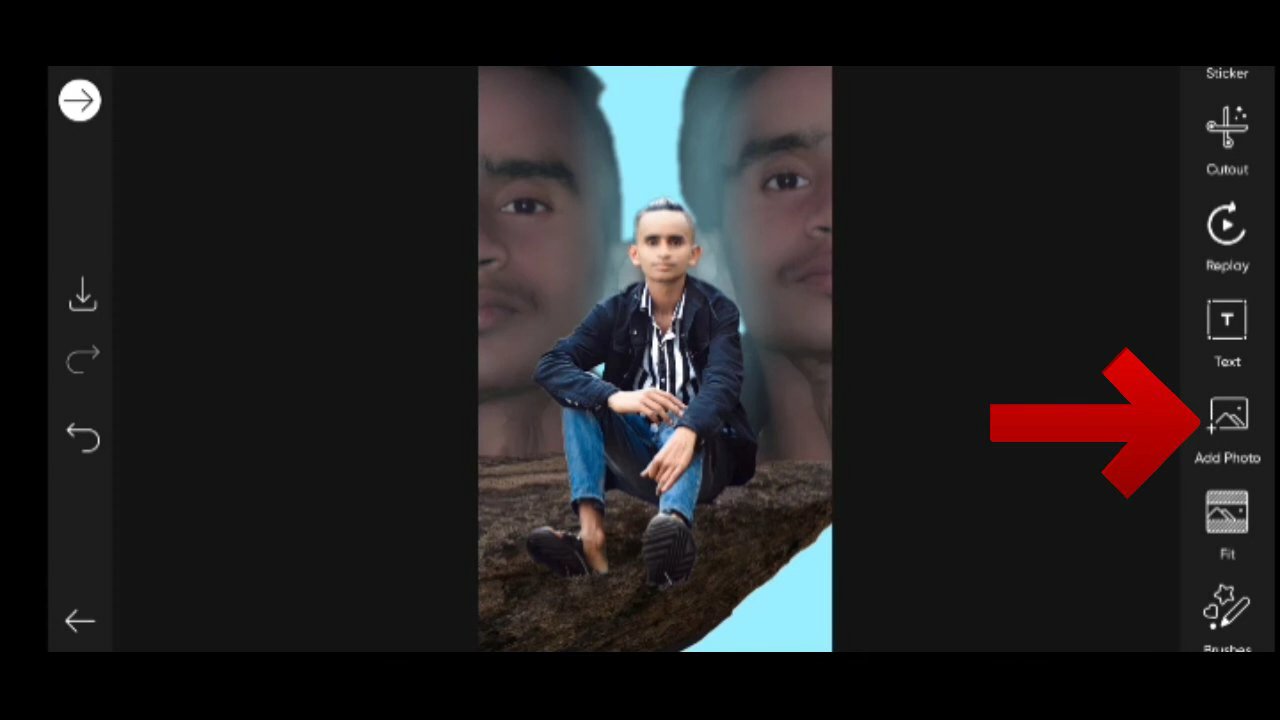 Sticker
Cutout
Replay
T
Text
Add Photo
Fit
Brushes